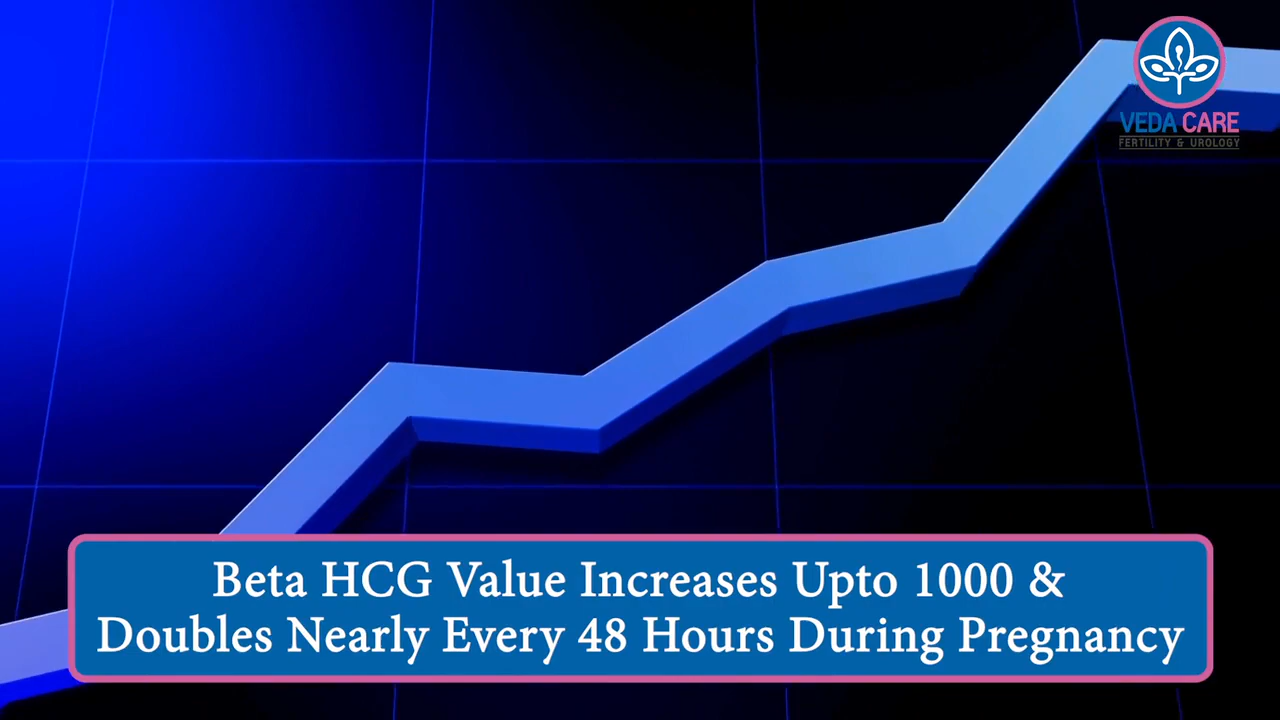 VEDA CARE
FERTILITY & UROLOGY
Beta HCG Value Increases Upto 1000 &
Doubles Nearly Every 48 Hours During Pregnancy